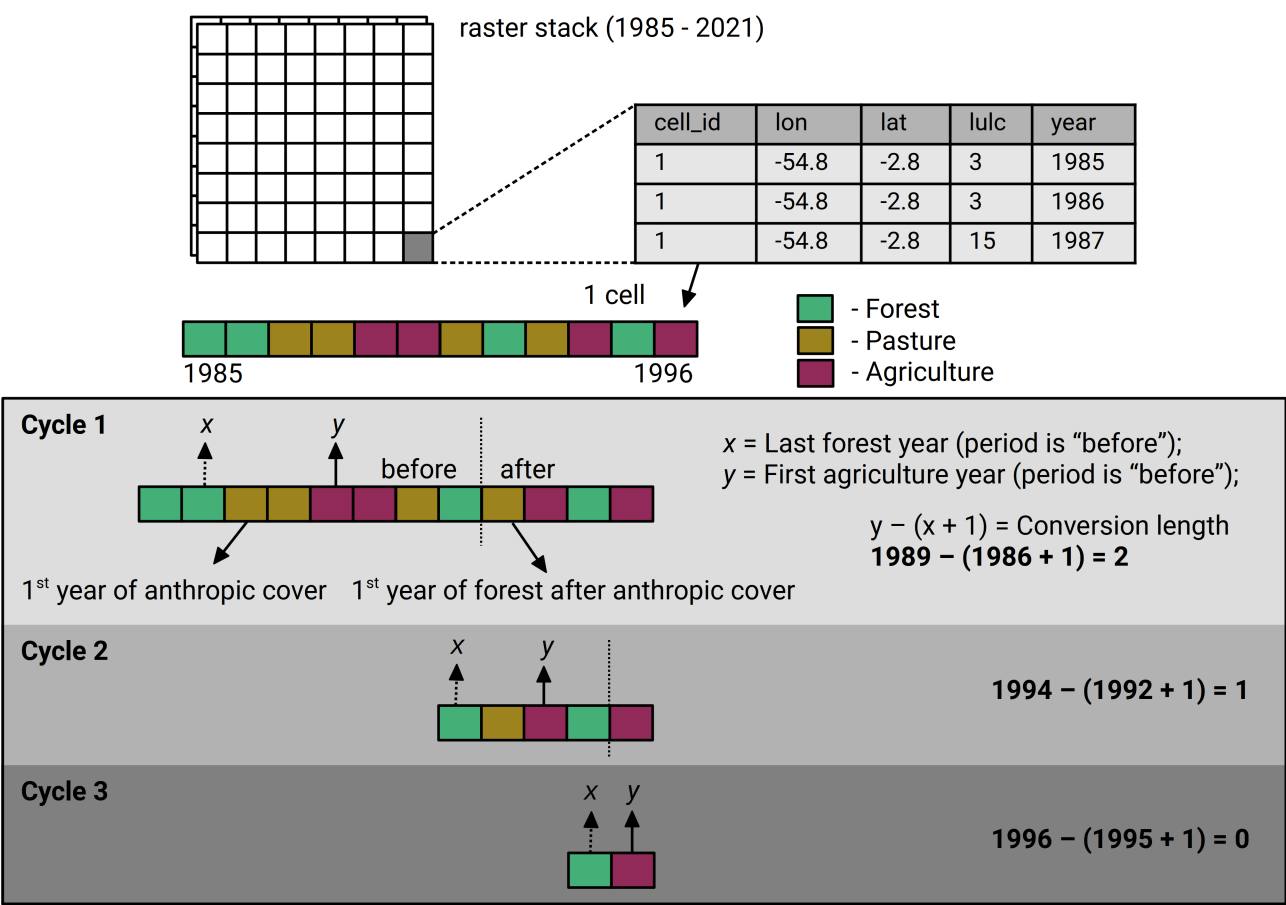 raster stack (1985 - 2021)
cell_id lon lat lulc year
1 -54.8 -2.8 3 1985
1 -54.8 -2.8 3 1986
1 -54.8 -2.8 15 1987
1 cell
- Forest
- Pasture
- Agriculture
1985 1996
Cycle 1
x y
before after
x = Last forest year (period is “before”);
y = First agriculture year (period is “before”);
y – (x + 1) = Conversion length
1989 – (1986 + 1) = 2
1st year of anthropic cover
1st year of forest after anthropic cover
Cycle 2
x y
1994 – (1992 + 1) = 1
Cycle 3
x y
1996 – (1995 + 1) = 0